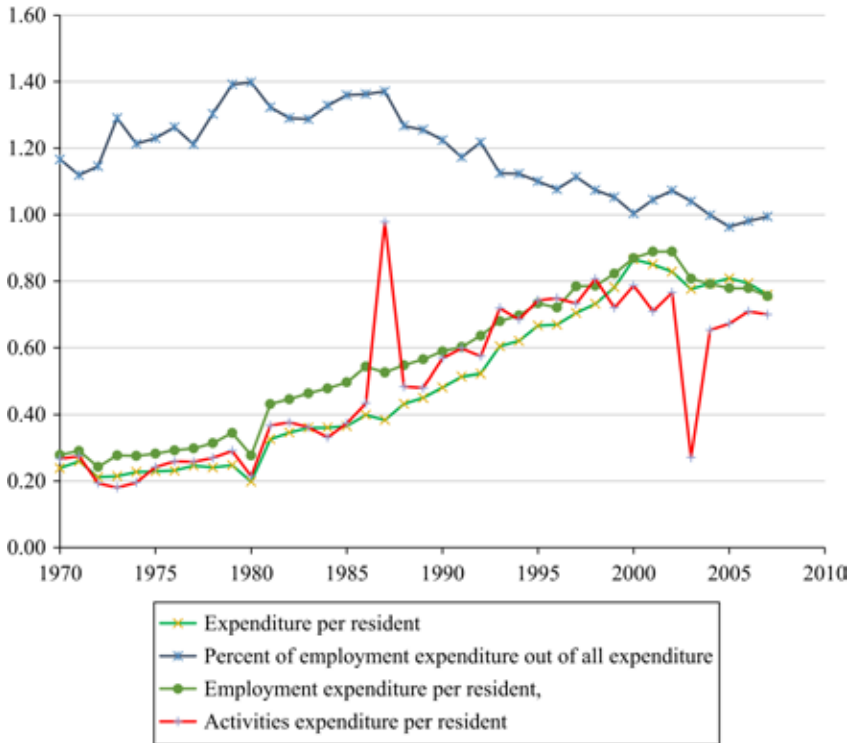 1.60
1.40
1.20
1.00
0.80
0.60
0.40
0.20
0.00
1970 1975 1980 1985 1990 1995 2000 2005 2010
Expenditure per resident
Percent of employment expenditure out of all expenditure
Employment expenditure per resident,
Activities expenditure per resident